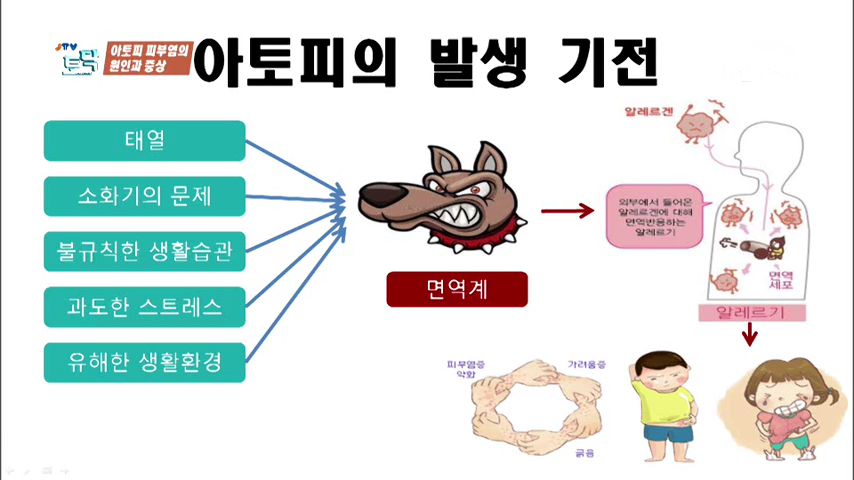 JTV
토닥
아토피 피부염의
원인과 증상
아토피의 발생 기전
태열
소화기의 문제
불규칙한 생활습관
과도한 스트레스
유해한 생활환경
면역계
알레르겐
외부에서 들어온
알레르겐에 대해
면역반응하는
알레르기
면역
세포
알레르기
피부염증
악화
가려움증
긁음